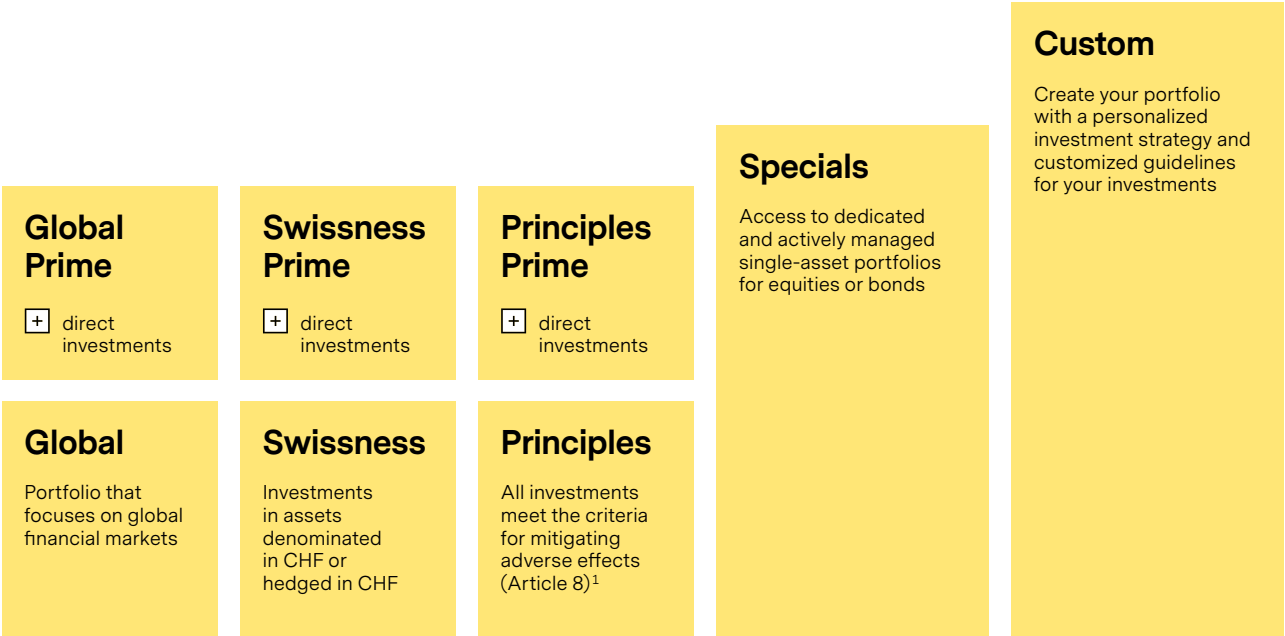 Global
Prime
+ direct
investments
Swissness
Prime
+ direct
investments
Principles
Prime
+ direct
investments
Global
Portfolio that
focuses on global
financial markets
Swissness
Investments
in assets
denominated
in CHF or
hedged in CHF
Principles
All investments
meet the criteria
for mitigating
adverse effects
(Article 8)¹
Specials
Access to dedicated
and actively managed
single-asset portfolios
for equities or bonds
Custom
Create your portfolio
with a personalized
investment strategy and
customized guidelines
for your investments